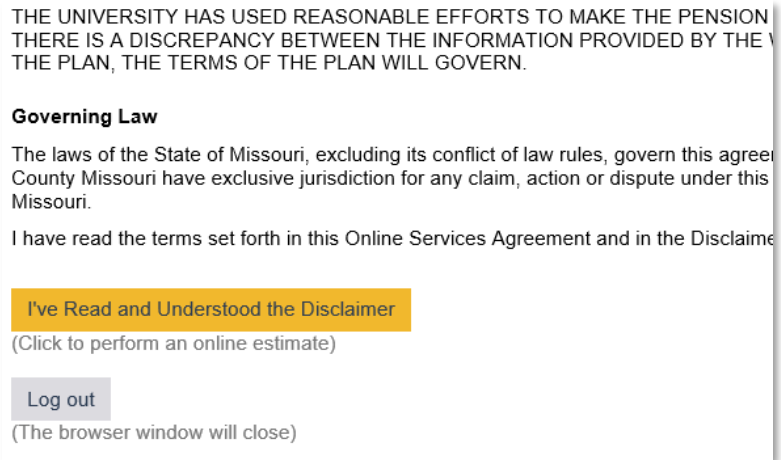 THE UNIVERSITY HAS USED REASONABLE EFFORTS TO MAKE THE PENSION
THERE IS A DISCREPANCY BETWEEN THE INFORMATION PROVIDED BY THE
THE PLAN, THE TERMS OF THE PLAN WILL GOVERN.
Governing Law
The laws of the State of Missouri, excluding its conflict of law rules, govern this
County Missouri have exclusive jurisdiction for any claim, action or dispute under this
Missouri.
I have read the terms set forth in this Online Services Agreement and in the
I've Read and Understood the Disclaimer
(Click to perform an online estimate)
Log out
(The browser window will close)